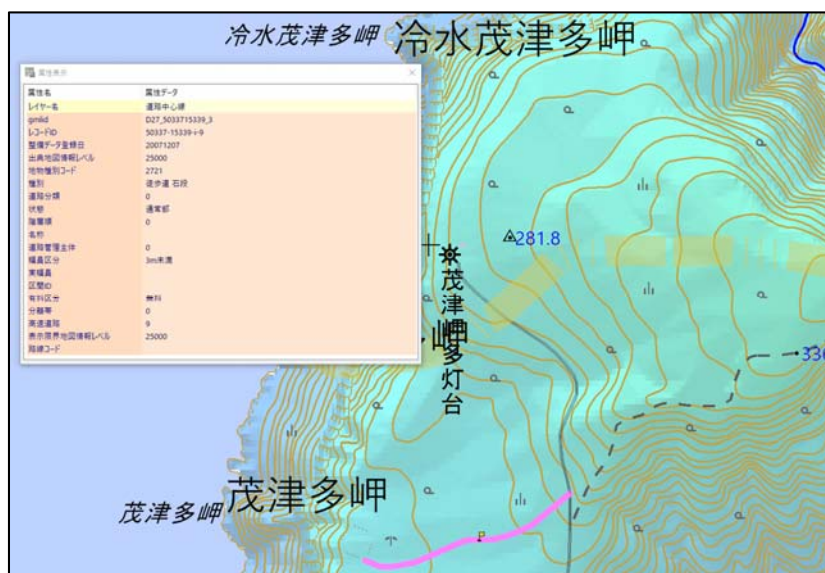 冷水茂津多岬
冷水茂津多岬
属性表示
属性名 属性データ
レイヤー名 道路中心線
gmlid D27_5033715339_3
レコードID 50337-15339-i-9
整備データ登録日 20071207
出典地図情報レベル 25000
地物種別コード 2721
種別 徒歩道 石段
道路分類 0
状態 通常部
階層順 0
名称
道路管理主体 0
幅員区分 3m未満
実幅員
区間ID
有料区分 無料
分離帯 0
高速道路 9
表示限界地図情報レベル 25000
路線コード
281.8
茂津多岬灯台
岬
336
茂津多岬
茂津多岬
P